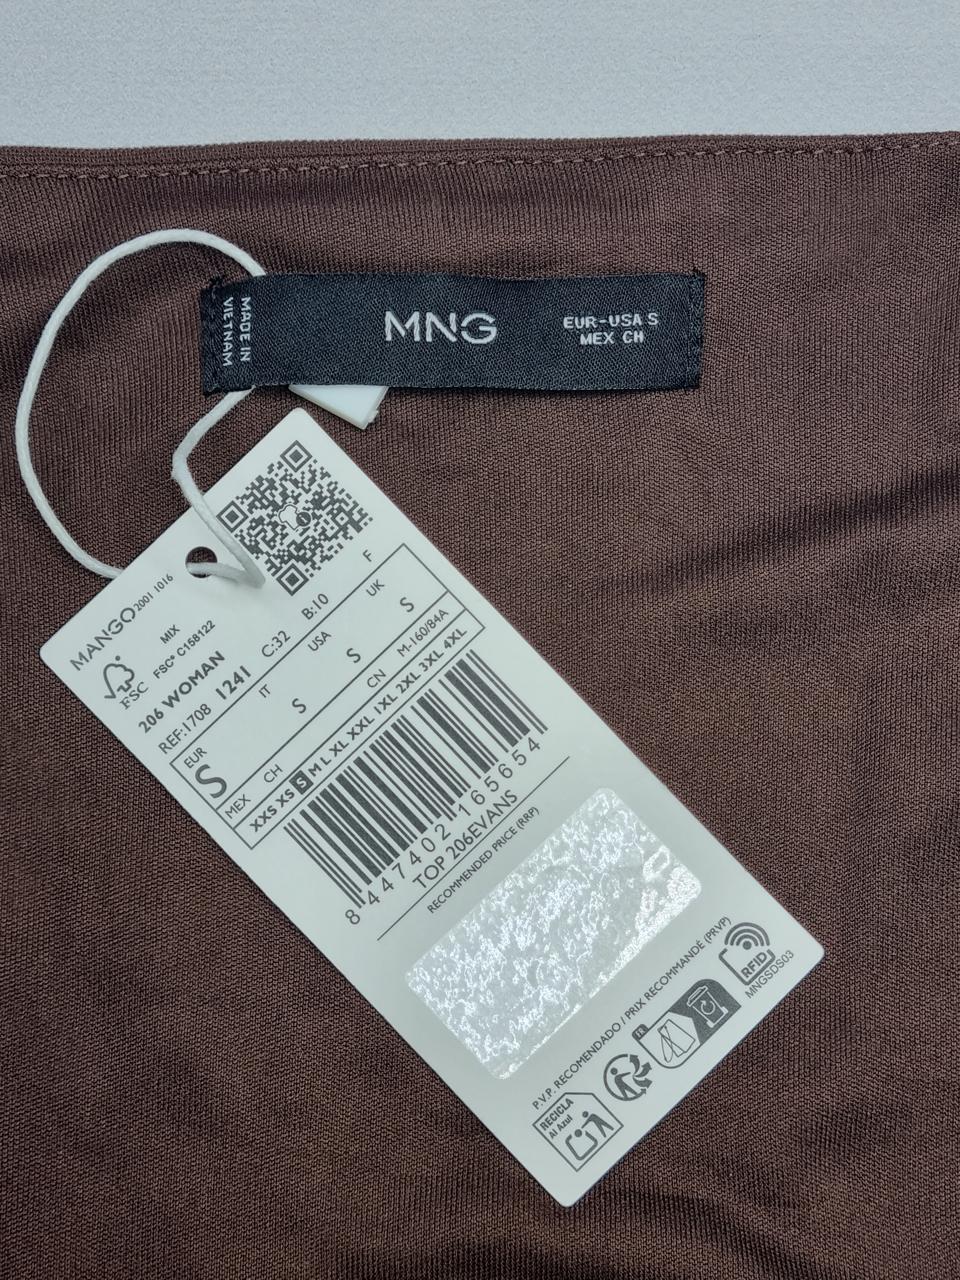 MADE IN
VIETNAM
MNG
EUR-USA S
MEX CH
MANGO 2001 1016
FSC
MIX
FSC® C158122
206 WOMAN
REF:1708 1241 C:32 B:10 F
EUR IT USA UK
S S S S
MEX CH CN M-160/84A
XXS XS S M L XL XXL 1XL 2XL 3XL 4XL
8 447402 165654
TOP 206EVANS
RECOMMENDED PRICE (RRP)
P.V.P. RECOMENDADO / PRIX RECOMMANDÉ (PRVP)
RECICLA
Al Azul
FR
RFID
MNGSDS03